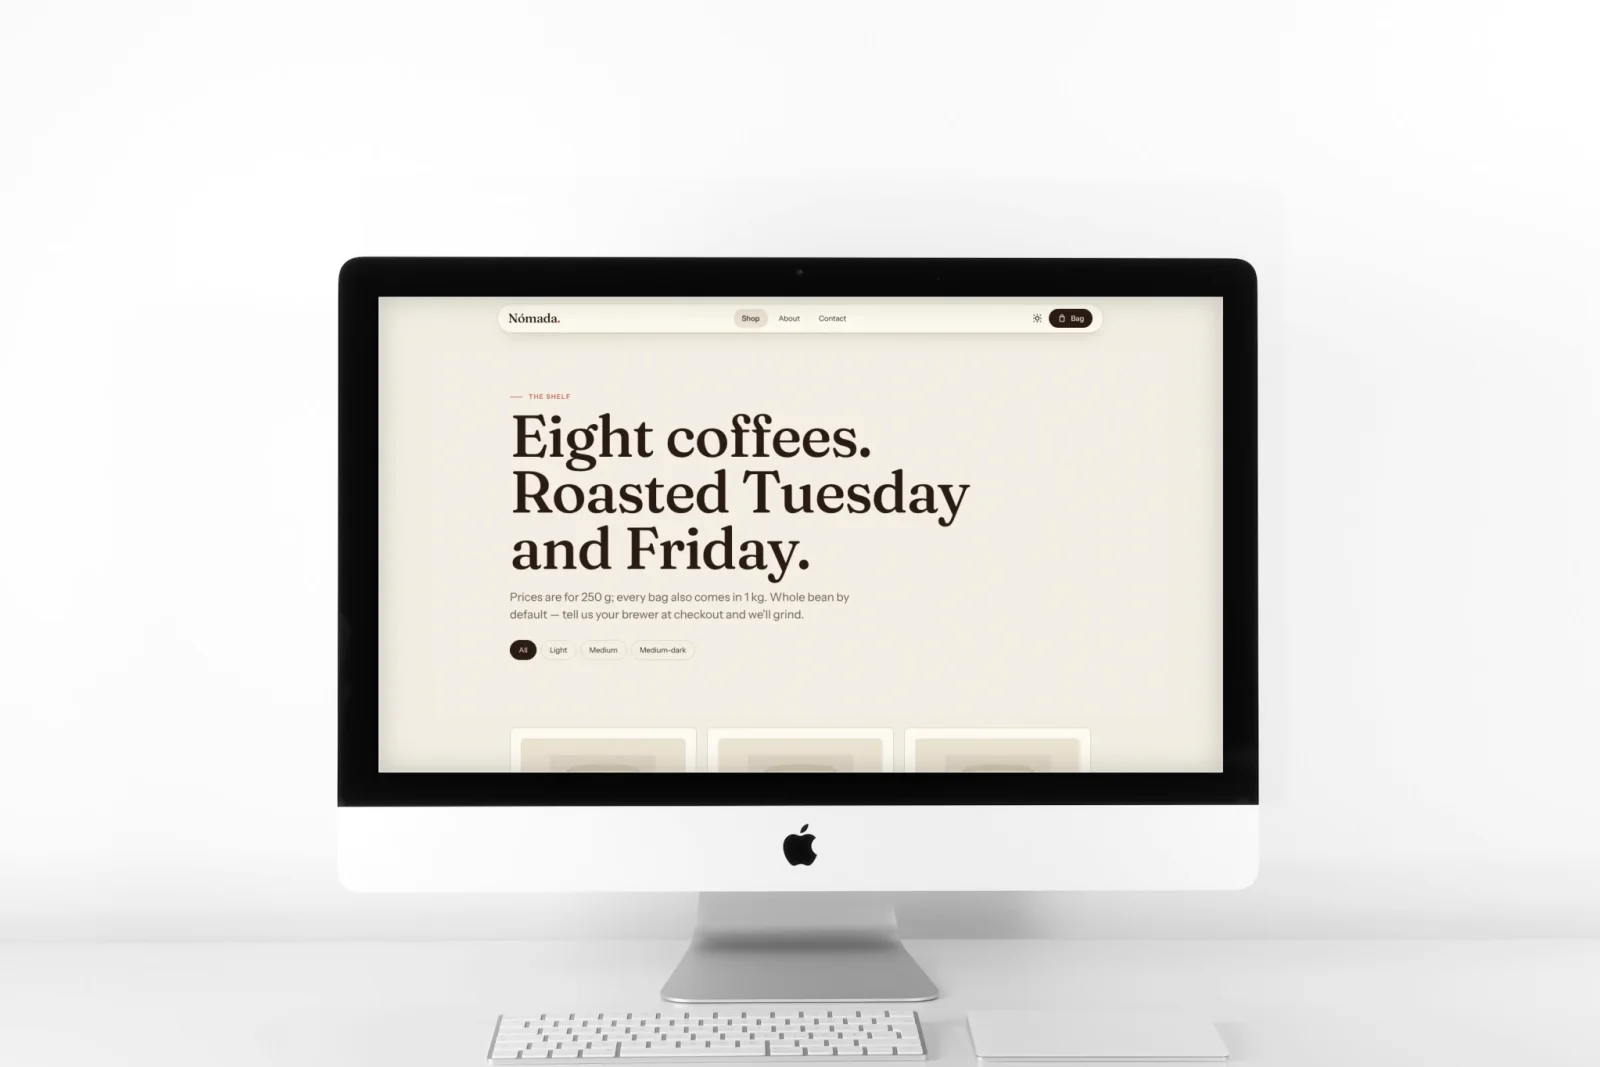 Nómada.
Shop
About
Contact
Bag
THE SHELF
Eight coffees.
Roasted Tuesday
and Friday.
Prices are for 250 g; every bag also comes in 1 kg. Whole bean by
default — tell us your brewer at checkout and we'll grind.
All
Light
Medium
Medium-dark